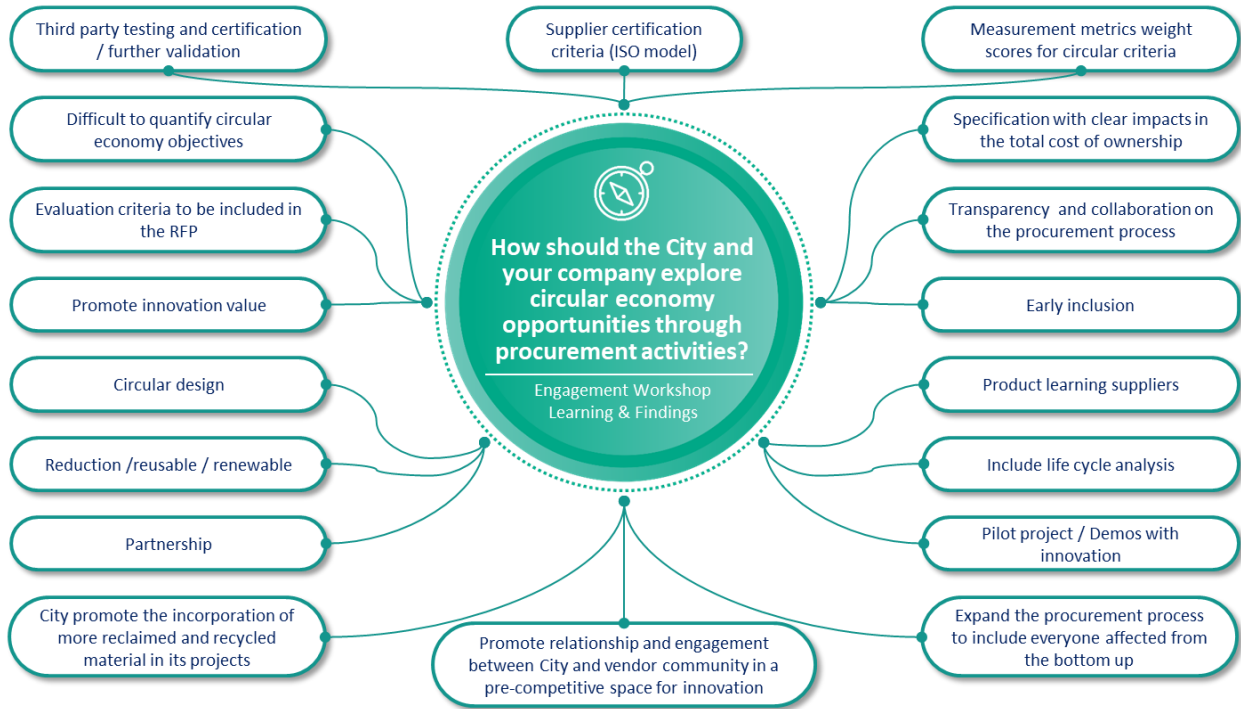 Third party testing and certification
/ further validation
Supplier certification
criteria (ISO model)
Measurement metrics weight
scores for circular criteria
Difficult to quantify circular
economy objectives
Evaluation criteria to be included in
the RFP
Promote innovation value
Circular design
Reduction /reusable / renewable
Partnership
City promote the incorporation of
more reclaimed and recycled
material in its projects
How should the City and
your company explore
circular economy
opportunities through
procurement activities?
Engagement Workshop
Learning & Findings
Specification with clear impacts in
the total cost of ownership
Transparency and collaboration on
the procurement process
Early inclusion
Product learning suppliers
Include life cycle analysis
Pilot project / Demos with
innovation
Expand the procurement process
to include everyone affected from
the bottom up
Promote relationship and engagement
between City and vendor community in a
pre-competitive space for innovation